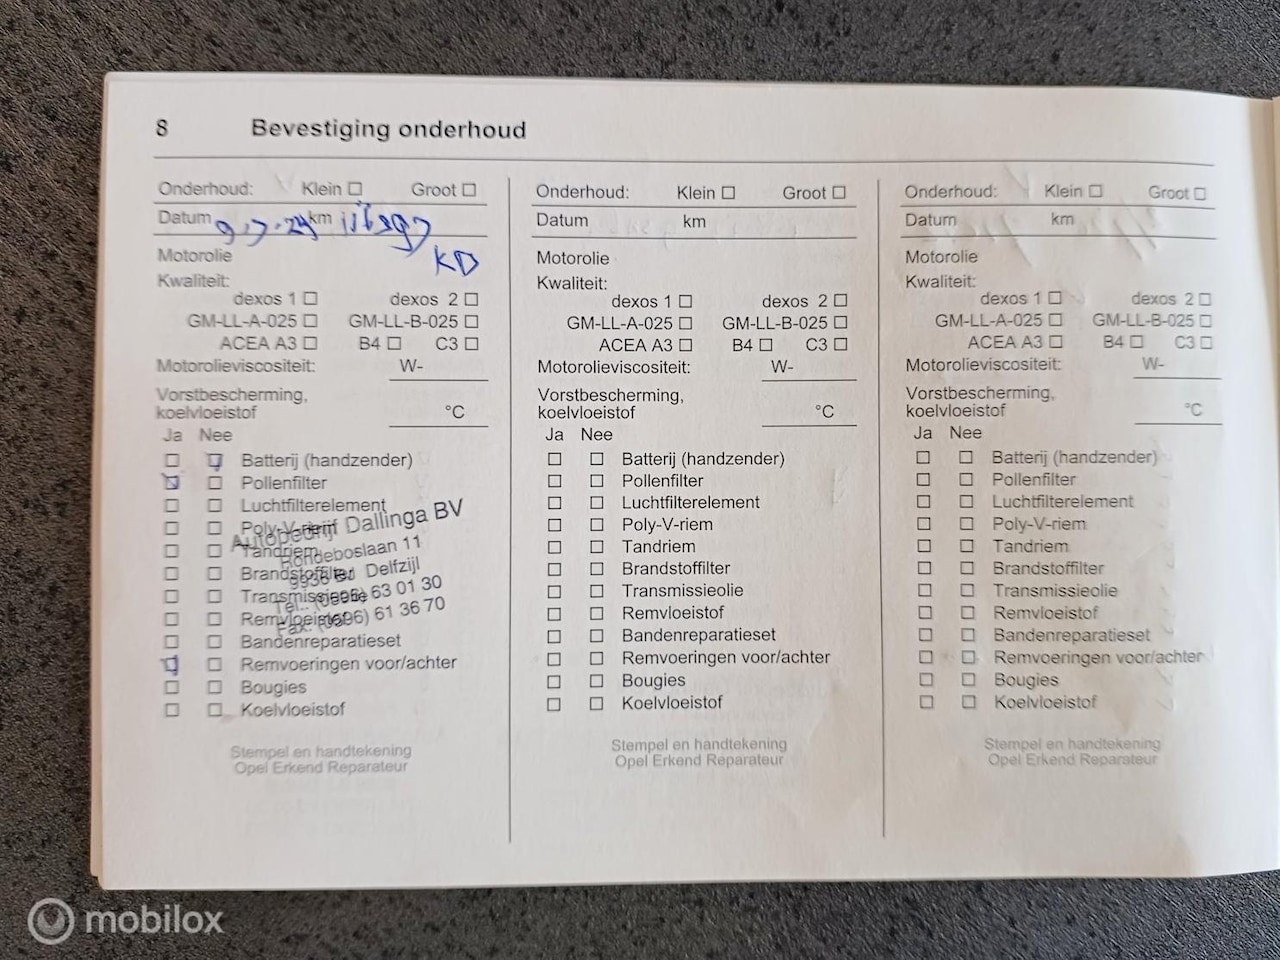 8 Bevestiging onderhoud
Onderhoud: Klein ☐ Groot ☐
Datum 9.7.24 km
KD
Motorolie
Kwaliteit:
dexos 1 ☐ dexos 2 ☐
GM-LL-A-025 ☐ GM-LL-B-025 ☐
ACEA A3 ☐ B4 ☐ C3 ☐
Motorolieviscositeit: W-
Vorstbescherming,
koelvloeistof °C
Ja Nee
Batterij (handzender)
Pollenfilter
Luchtfilterelement
Poly-V-riem
Tandriem
Brandstoffilter
Transmissieolie
Remvloeistof
Bandenreparatieset
Remvoeringen voor/achter
Bougies
Koelvloeistof
Autobedrijf Dallinga BV
Rondeboslaan 11
Delfzijl
Tel.: (0596) 63 01 30
Fax: (0596) 61 36 70
Stempel en handtekening
Opel Erkend Reparateur
Onderhoud: Klein ☐ Groot ☐
Datum km
Motorolie
Kwaliteit:
dexos 1 ☐ dexos 2 ☐
GM-LL-A-025 ☐ GM-LL-B-025 ☐
ACEA A3 ☐ B4 ☐ C3 ☐
Motorolieviscositeit: W-
Vorstbescherming,
koelvloeistof °C
Ja Nee
☐ ☐ Batterij (handzender)
☐ ☐ Pollenfilter
☐ ☐ Luchtfilterelement
☐ ☐ Poly-V-riem
☐ ☐ Tandriem
☐ ☐ Brandstoffilter
☐ ☐ Transmissieolie
☐ ☐ Remvloeistof
☐ ☐ Bandenreparatieset
☐ ☐ Remvoeringen voor/achter
☐ ☐ Bougies
☐ ☐ Koelvloeistof
Stempel en handtekening
Opel Erkend Reparateur
Onderhoud: Klein ☐ Groot ☐
Datum km
Motorolie
Kwaliteit:
dexos 1 ☐ dexos 2 ☐
GM-LL-A-025 ☐ GM-LL-B-025 ☐
ACEA A3 ☐ B4 ☐ C3 ☐
Motorolieviscositeit: W-
Vorstbescherming,
koelvloeistof °C
Ja Nee
☐ ☐ Batterij (handzender)
☐ ☐ Pollenfilter
☐ ☐ Luchtfilterelement
☐ ☐ Poly-V-riem
☐ ☐ Tandriem
☐ ☐ Brandstoffilter
☐ ☐ Transmissieolie
☐ ☐ Remvloeistof
☐ ☐ Bandenreparatieset
☐ ☐ Remvoeringen voor/achter
☐ ☐ Bougies
☐ ☐ Koelvloeistof
Stempel en handtekening
Opel Erkend Reparateur
mobilox